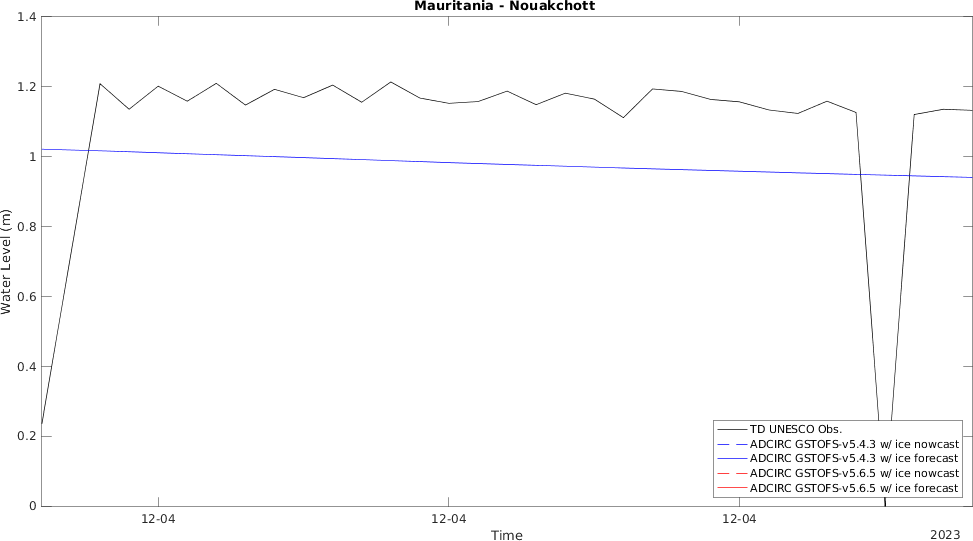 Mauritania - Nouakchott
1.4
1.2
1
0.8
0.6
0.4
0.2
0
Water Level (m)
TD UNESCO Obs.
ADCIRC GSTOFS-v5.4.3 w/ ice nowcast
ADCIRC GSTOFS-v5.4.3 w/ ice forecast
ADCIRC GSTOFS-v5.6.5 w/ ice nowcast
ADCIRC GSTOFS-v5.6.5 w/ ice forecast
12-04
12-04
12-04
Time
2023